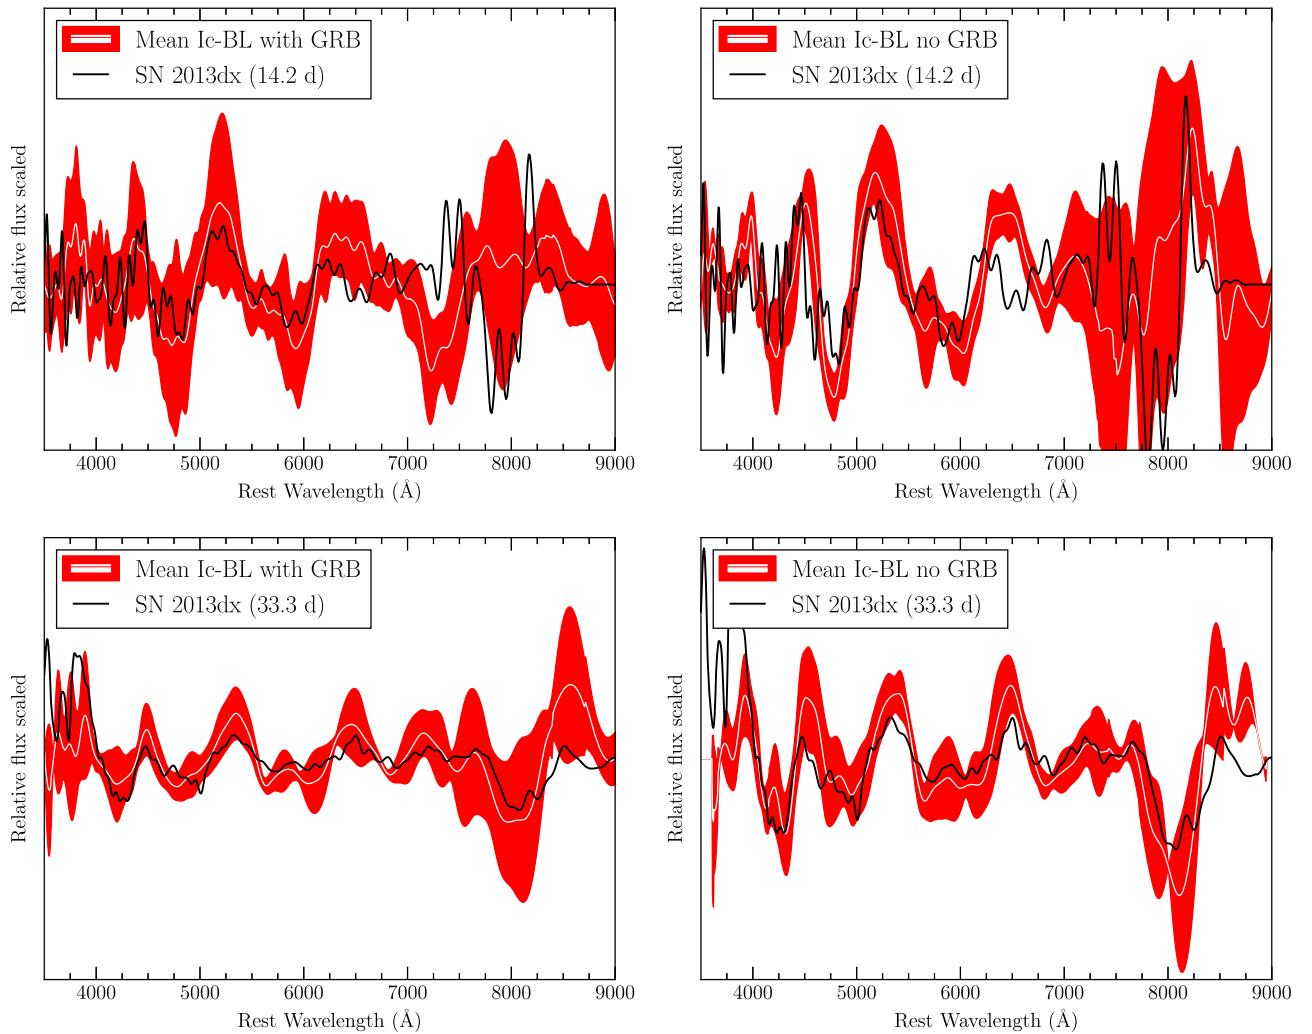 Mean Ic-BL with GRB
SN 2013dx (14.2 d)
Relative flux scaled
4000 5000 6000 7000 8000 9000
Rest Wavelength (Å)
Mean Ic-BL no GRB
SN 2013dx (14.2 d)
Relative flux scaled
4000 5000 6000 7000 8000 9000
Rest Wavelength (Å)
Mean Ic-BL with GRB
SN 2013dx (33.3 d)
Relative flux scaled
4000 5000 6000 7000 8000 9000
Rest Wavelength (Å)
Mean Ic-BL no GRB
SN 2013dx (33.3 d)
Relative flux scaled
4000 5000 6000 7000 8000 9000
Rest Wavelength (Å)